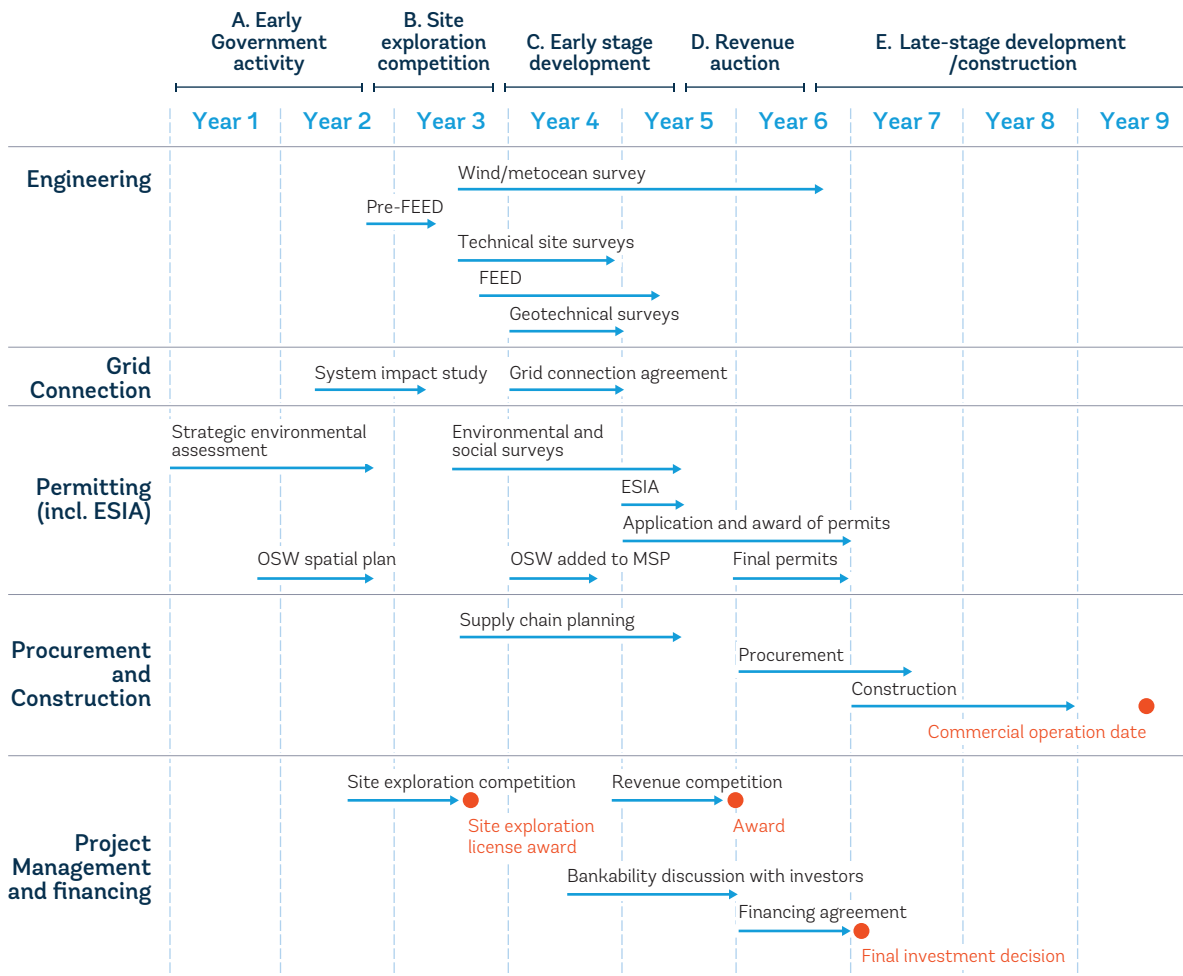 A. Early
Government
activity
B. Site
exploration
competition
C. Early stage
development
D. Revenue
auction
E. Late-stage development
/construction
Year 1
Year 2
Year 3
Year 4
Year 5
Year 6
Year 7
Year 8
Year 9
Engineering
Wind/metocean survey
Pre-FEED
Technical site surveys
FEED
Geotechnical surveys
Grid
Connection
System impact study
Grid connection agreement
Permitting
(incl. ESIA)
Strategic environmental
assessment
Environmental and
social surveys
ESIA
Application and award of permits
OSW spatial plan
OSW added to MSP
Final permits
Procurement
and
Construction
Supply chain planning
Procurement
Construction
Commercial operation date
Project
Management
and financing
Site exploration competition
Site exploration
license award
Revenue competition
Award
Bankability discussion with investors
Financing agreement
Final investment decision